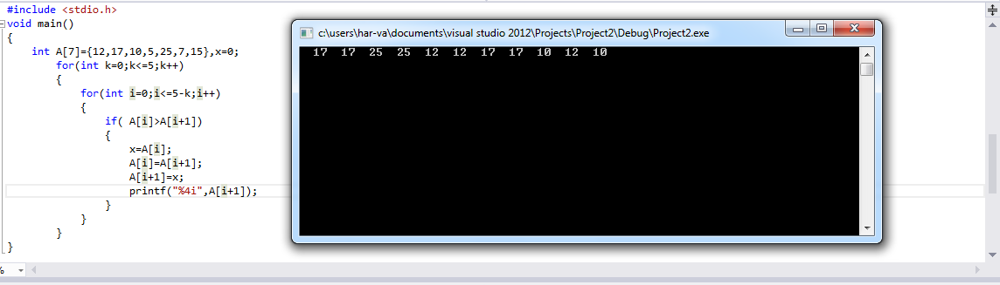 #include <stdio.h>
void main()
{
int A[7]={12,17,10,5,25,7,15},x=0;
for(int k=0;k<=5;k++)
{
for(int i=0;i<=5-k;i++)
{
if( A[i]>A[i+1])
{
x=A[i];
A[i]=A[i+1];
A[i+1]=x;
printf("%4i",A[i+1]);
}
}
}
}
%
c:\users\har-va\documents\visual studio 2012\Projects\Project2\Debug\Project2.exe
17 17 25 25 12 12 17 17 10 12 10